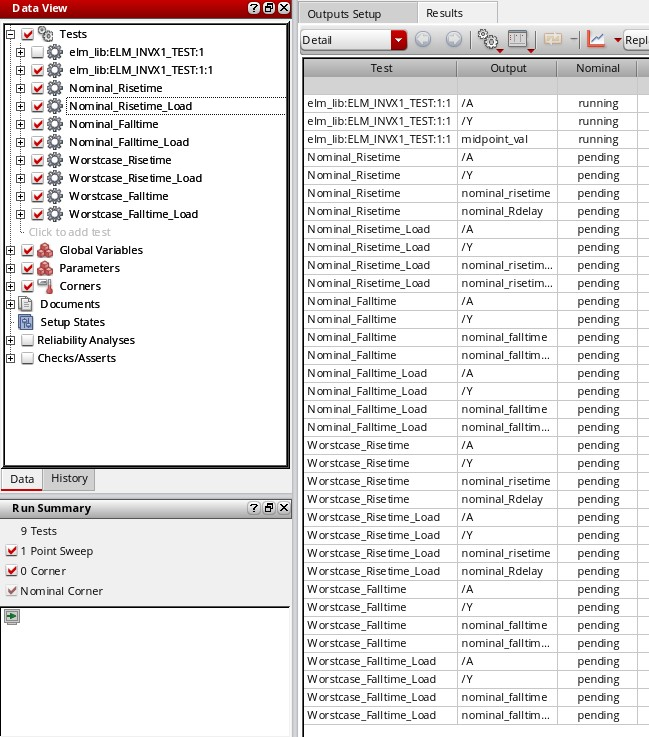 Data View
Tests
elm_lib:ELM_INVX1_TEST:1
elm_lib:ELM_INVX1_TEST:1:1
Nominal_Risetime
Nominal_Risetime_Load
Nominal_Falltime
Nominal_Falltime_Load
Worstcase_Risetime
Worstcase_Risetime_Load
Worstcase_Falltime
Worstcase_Falltime_Load
Click to add test
Global Variables
Parameters
Corners
Documents
Setup States
Reliability Analyses
Checks/Asserts
Data History
Run Summary
9 Tests
1 Point Sweep
0 Corner
Nominal Corner
Outputs Setup Results
Detail Repl
Test Output Nominal
elm_lib:ELM_INVX1_TEST:1:1 /A running
elm_lib:ELM_INVX1_TEST:1:1 /Y running
elm_lib:ELM_INVX1_TEST:1:1 midpoint_val running
Nominal_Risetime /A pending
Nominal_Risetime /Y pending
Nominal_Risetime nominal_risetime pending
Nominal_Risetime nominal_Rdelay pending
Nominal_Risetime_Load /A pending
Nominal_Risetime_Load /Y pending
Nominal_Risetime_Load nominal_risetim... pending
Nominal_Risetime_Load nominal_risetim... pending
Nominal_Falltime /A pending
Nominal_Falltime /Y pending
Nominal_Falltime nominal_falltime pending
Nominal_Falltime nominal_falltim... pending
Nominal_Falltime_Load /A pending
Nominal_Falltime_Load /Y pending
Nominal_Falltime_Load nominal_falltime pending
Nominal_Falltime_Load nominal_falltim... pending
Worstcase_Risetime /A pending
Worstcase_Risetime /Y pending
Worstcase_Risetime nominal_risetime pending
Worstcase_Risetime nominal_Rdelay pending
Worstcase_Risetime_Load /A pending
Worstcase_Risetime_Load /Y pending
Worstcase_Risetime_Load nominal_risetime pending
Worstcase_Risetime_Load nominal_Rdelay pending
Worstcase_Falltime /A pending
Worstcase_Falltime /Y pending
Worstcase_Falltime nominal_falltime pending
Worstcase_Falltime nominal_falltim... pending
Worstcase_Falltime_Load /A pending
Worstcase_Falltime_Load /Y pending
Worstcase_Falltime_Load nominal_falltime pending
Worstcase_Falltime_Load nominal_falltim... pending